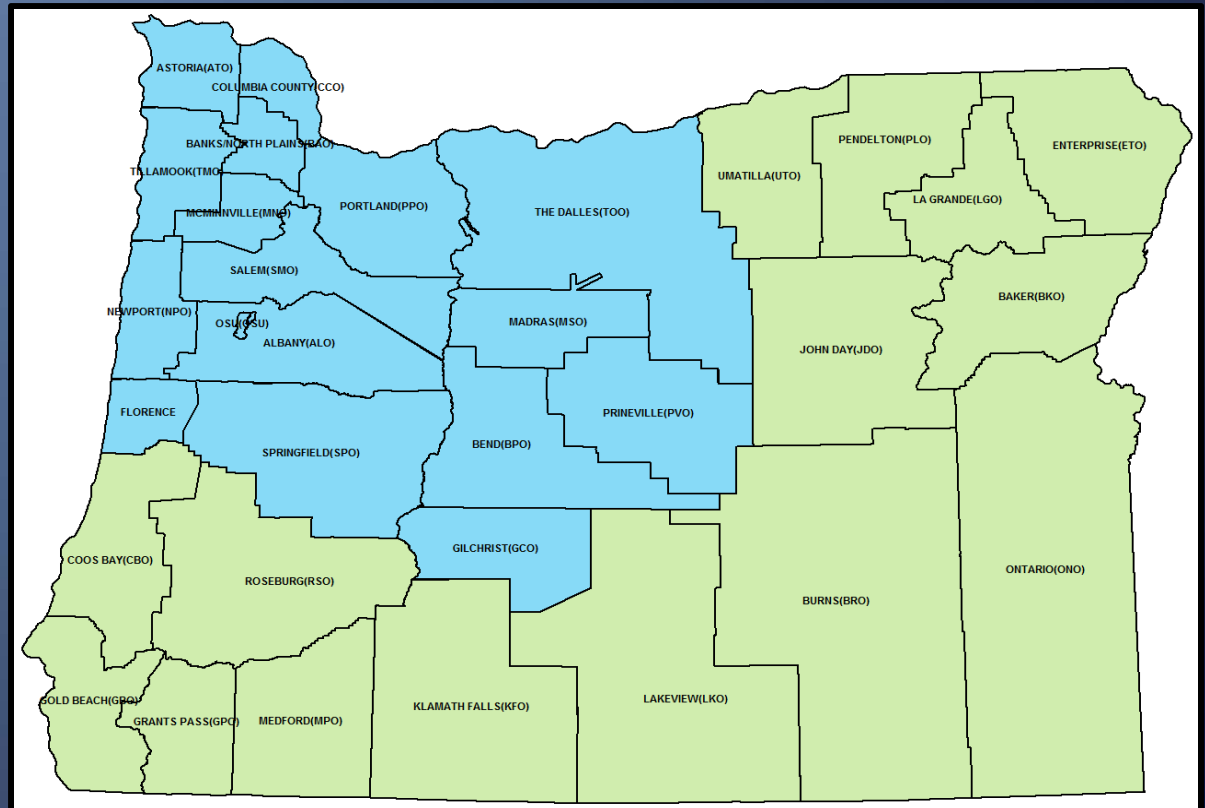 ASTORIA(ATO)
COLUMBIA COUNTY(CCO)
BANKS/NORTH PLAINS(BAO)
TILLAMOOK(TMO)
MCMINNVILLE(MNO)
PORTLAND(PPO)
THE DALLES(TOO)
UMATILLA(UTO)
PENDELTON(PLO)
ENTERPRISE(ETO)
LA GRANDE(LGO)
SALEM(SMO)
NEWPORT(NPO)
OSU(OSU)
ALBANY(ALO)
MADRAS(MSO)
JOHN DAY(JDO)
BAKER(BKO)
FLORENCE
SPRINGFIELD(SPO)
BEND(BPO)
PRINEVILLE(PVO)
COOS BAY(CBO)
ROSEBURG(RSO)
GILCHRIST(GCO)
BURNS(BRO)
ONTARIO(ONO)
GOLD BEACH(GBO)
GRANTS PASS(GPO)
MEDFORD(MPO)
KLAMATH FALLS(KFO)
LAKEVIEW(LKO)